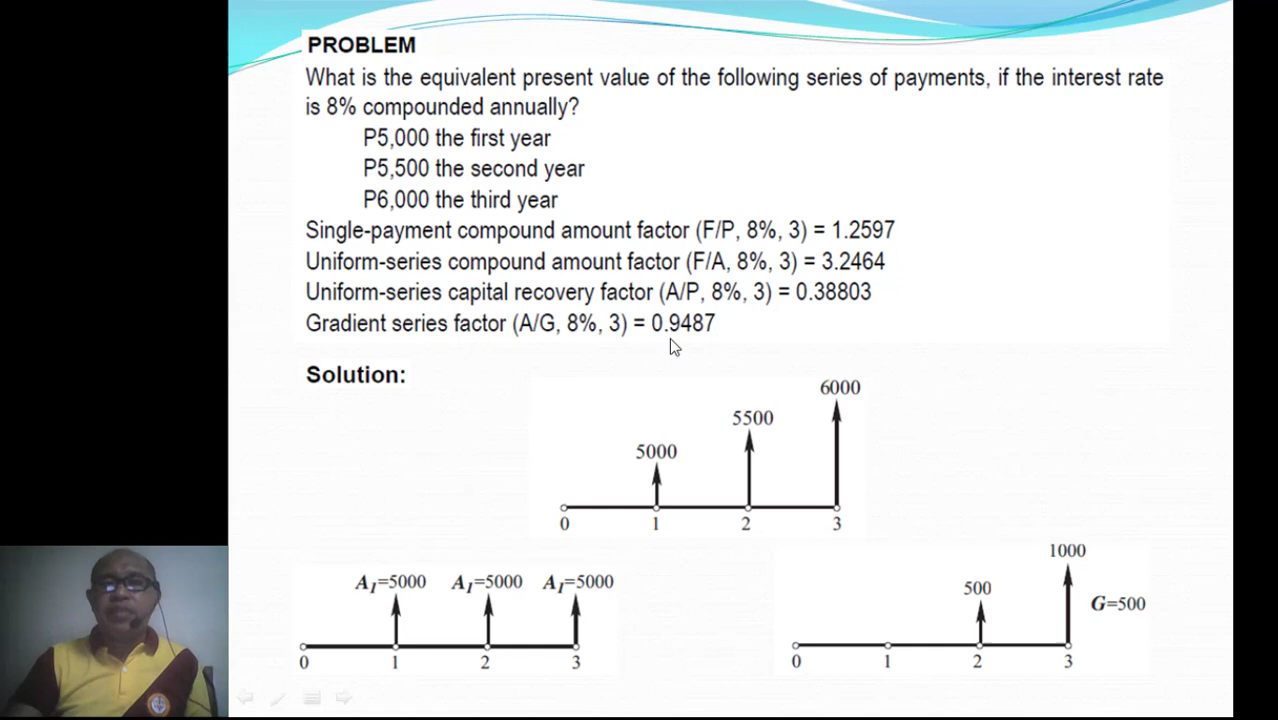 PROBLEM
What is the equivalent present value of the following series of payments, if the interest rate
is 8% compounded annually?
P5,000 the first year
P5,500 the second year
P6,000 the third year
Single-payment compound amount factor (F/P, 8%, 3) = 1.2597
Uniform-series compound amount factor (F/A, 8%, 3) = 3.2464
Uniform-series capital recovery factor (A/P, 8%, 3) = 0.38803
Gradient series factor (A/G, 8%, 3) = 0.9487
Solution:
6000
5500
5000
0 1 2 3
A1=5000 A1=5000 A1=5000
0 1 2 3
1000
500
G=500
0 1 2 3